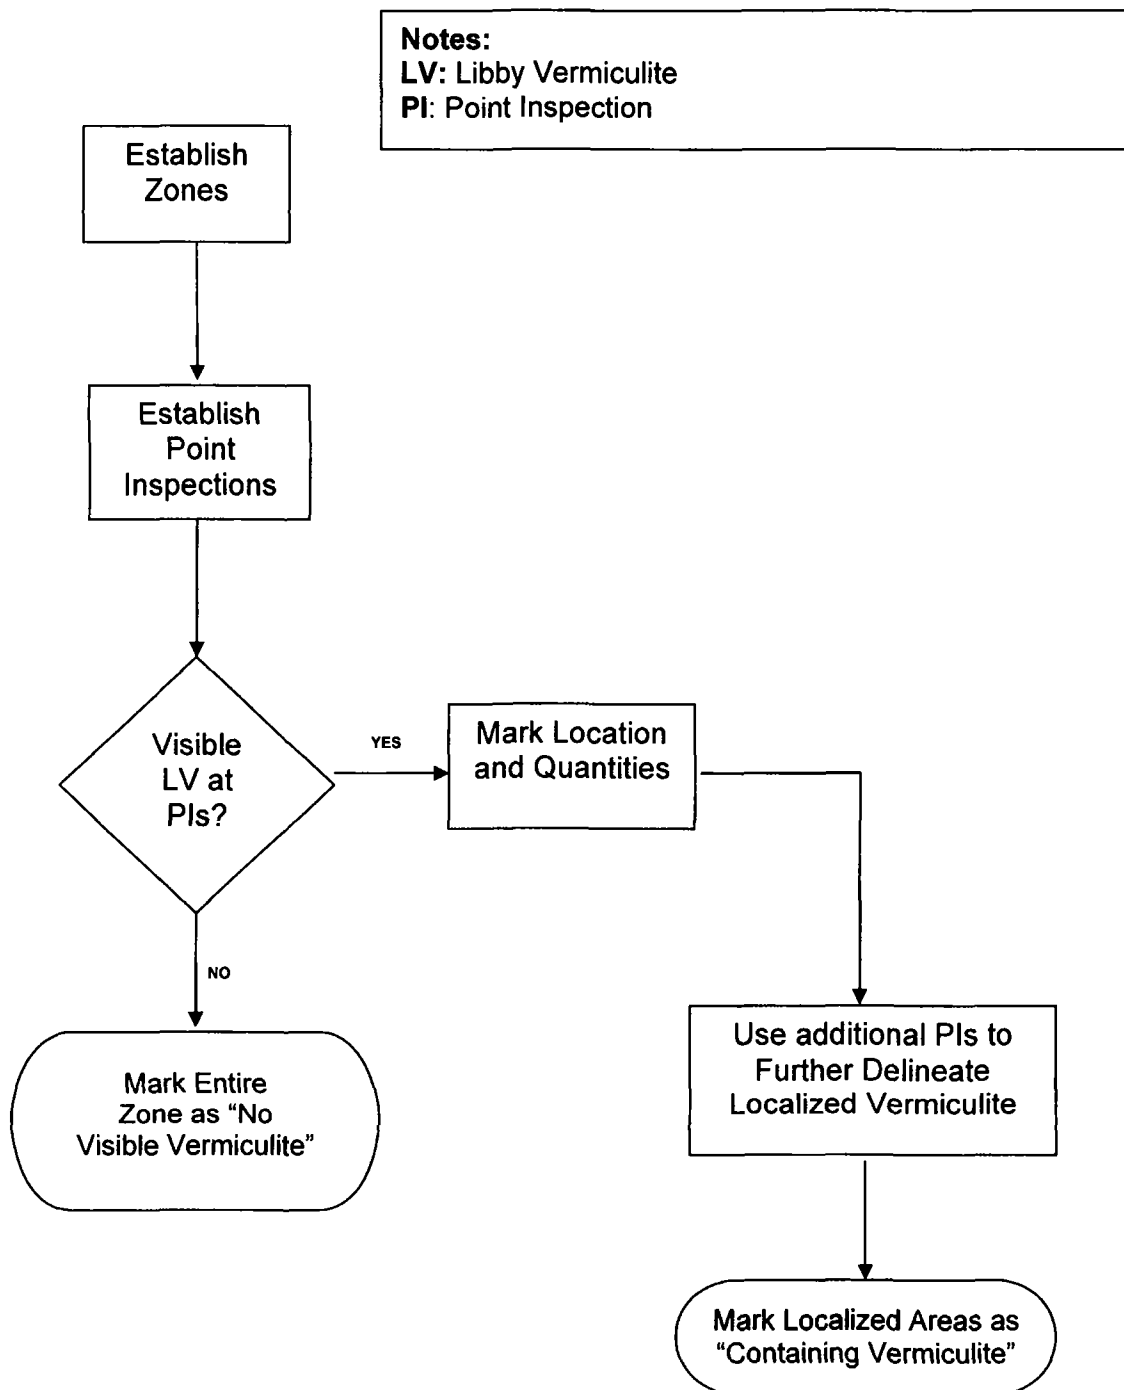 Notes:
LV: Libby Vermiculite
PI: Point Inspection
Establish
Zones
Establish
Point
Inspections
Visible
LV at
PIs?
YES
Mark Location
and Quantities
NO
Mark Entire
Zone as "No
Visible Vermiculite"
Use additional PIs to
Further Delineate
Localized Vermiculite
Mark Localized Areas as
"Containing Vermiculite"